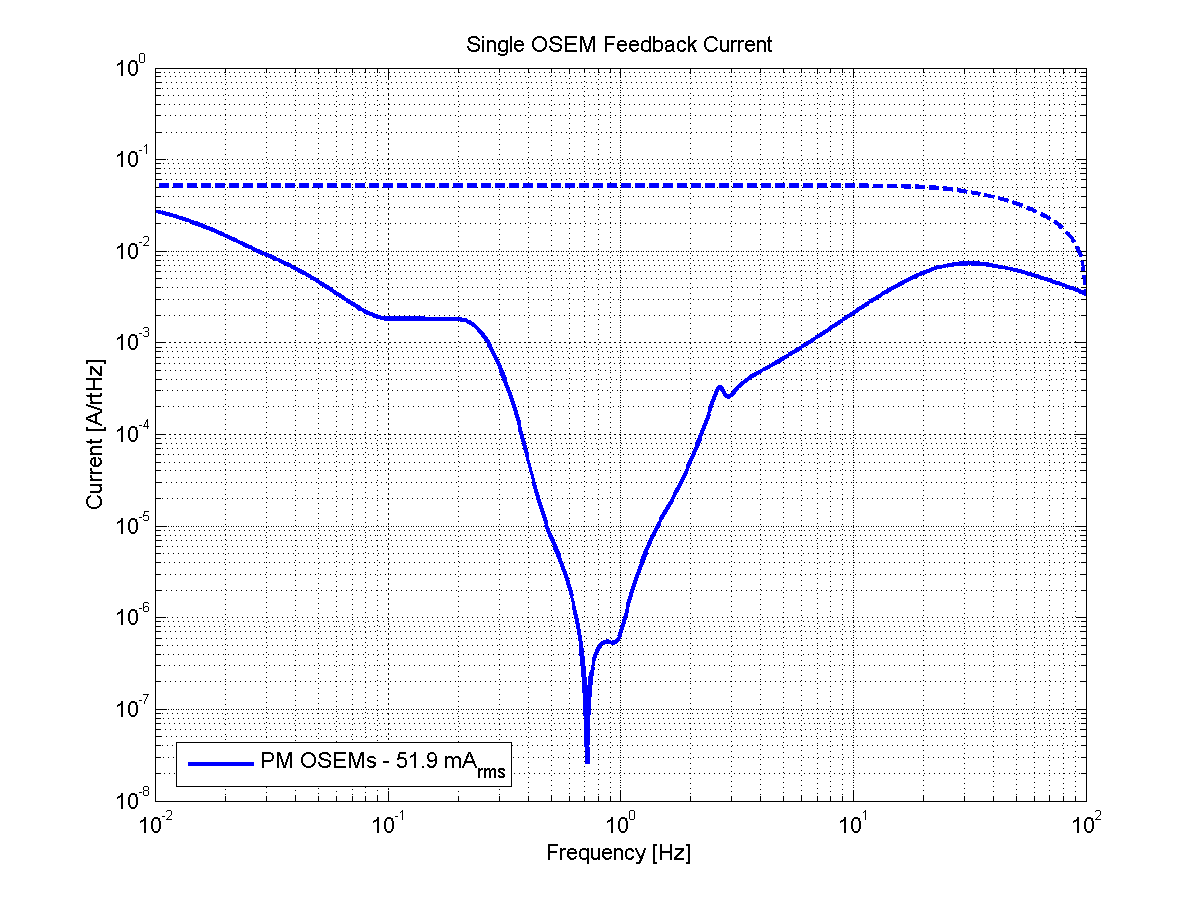 Single OSEM Feedback Current
10^0
10^-1
10^-2
10^-3
10^-4
10^-5
10^-6
10^-7
10^-8
Current [A/rtHz]
PM OSEMs - 51.9 mA_rms
10^-2 10^-1 10^0 10^1 10^2
Frequency [Hz]